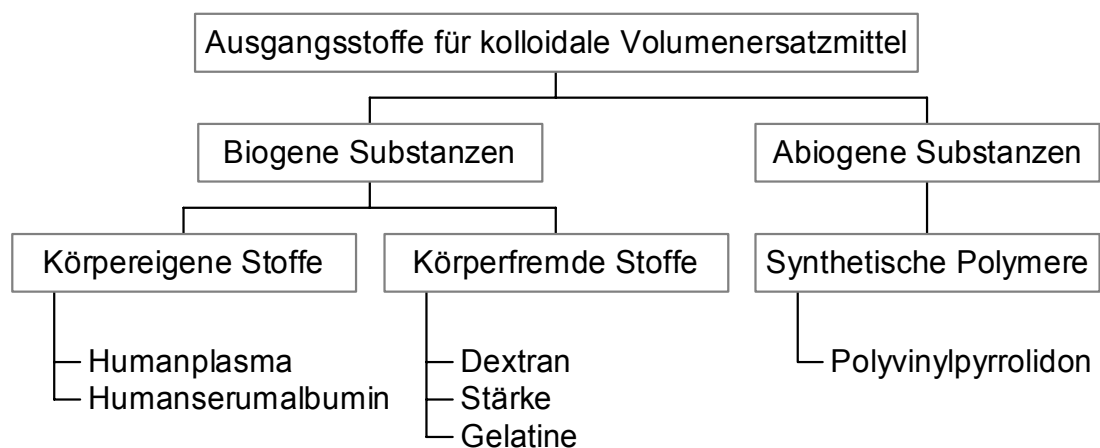 Ausgangsstoffe für kolloidale Volumenersatzmittel
Biogene Substanzen
Abiogene Substanzen
Körpereigene Stoffe
Körperfremde Stoffe
Synthetische Polymere
Humanplasma
Humanserumalbumin
Dextran
Stärke
Gelatine
Polyvinylpyrrolidon